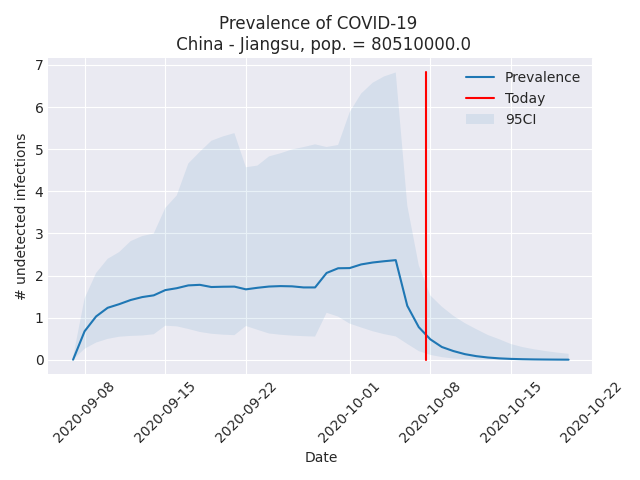 Prevalence of COVID-19
China - Jiangsu, pop. = 80510000.0
7
6
5
4
3
2
1
0
# undetected infections
Prevalence
Today
95CI
2020-09-08
2020-09-15
2020-09-22
2020-10-01
2020-10-08
2020-10-15
2020-10-22
Date